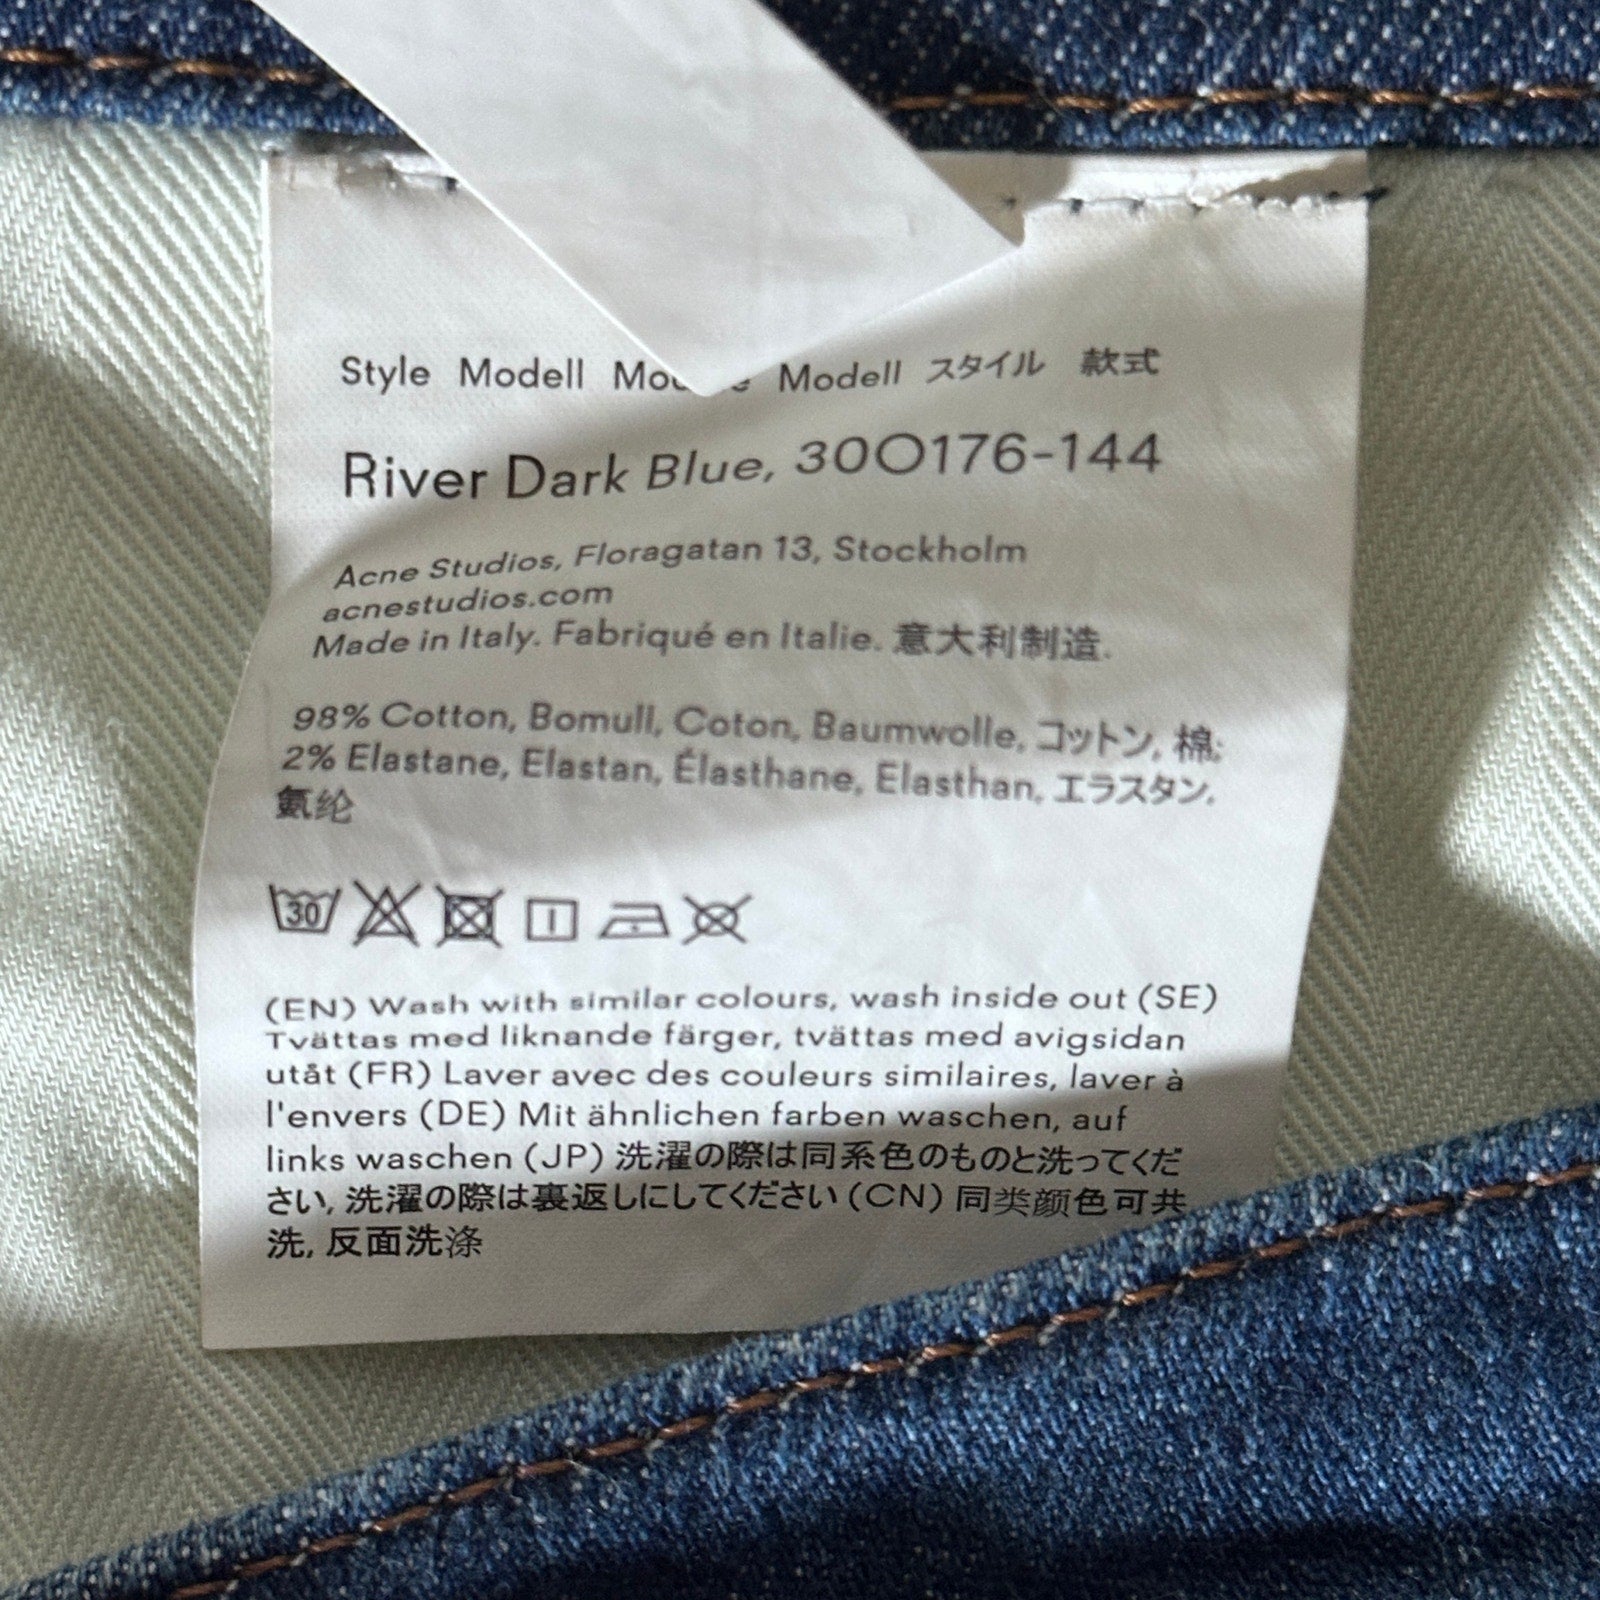 Style Modell Modell スタイル 款式
River Dark Blue, 30O176-144
Acne Studios, Floragatan 13, Stockholm
acnestudios.com
Made in Italy. Fabriqué en Italie. 意大利制造.
98% Cotton, Bomull, Coton, Baumwolle, コットン, 棉;
2% Elastane, Elastan, Élasthane, Elasthan, エラスタン,
氨纶
30
(EN) Wash with similar colours, wash inside out (SE)
Tvättas med liknande färger, tvättas med avigsidan
utåt (FR) Laver avec des couleurs similaires, laver à
l'envers (DE) Mit ähnlichen farben waschen, auf
links waschen (JP) 洗濯の際は同系色のものと洗ってくだ
さい, 洗濯の際は裏返しにしてください (CN) 同类颜色可共
洗, 反面洗涤